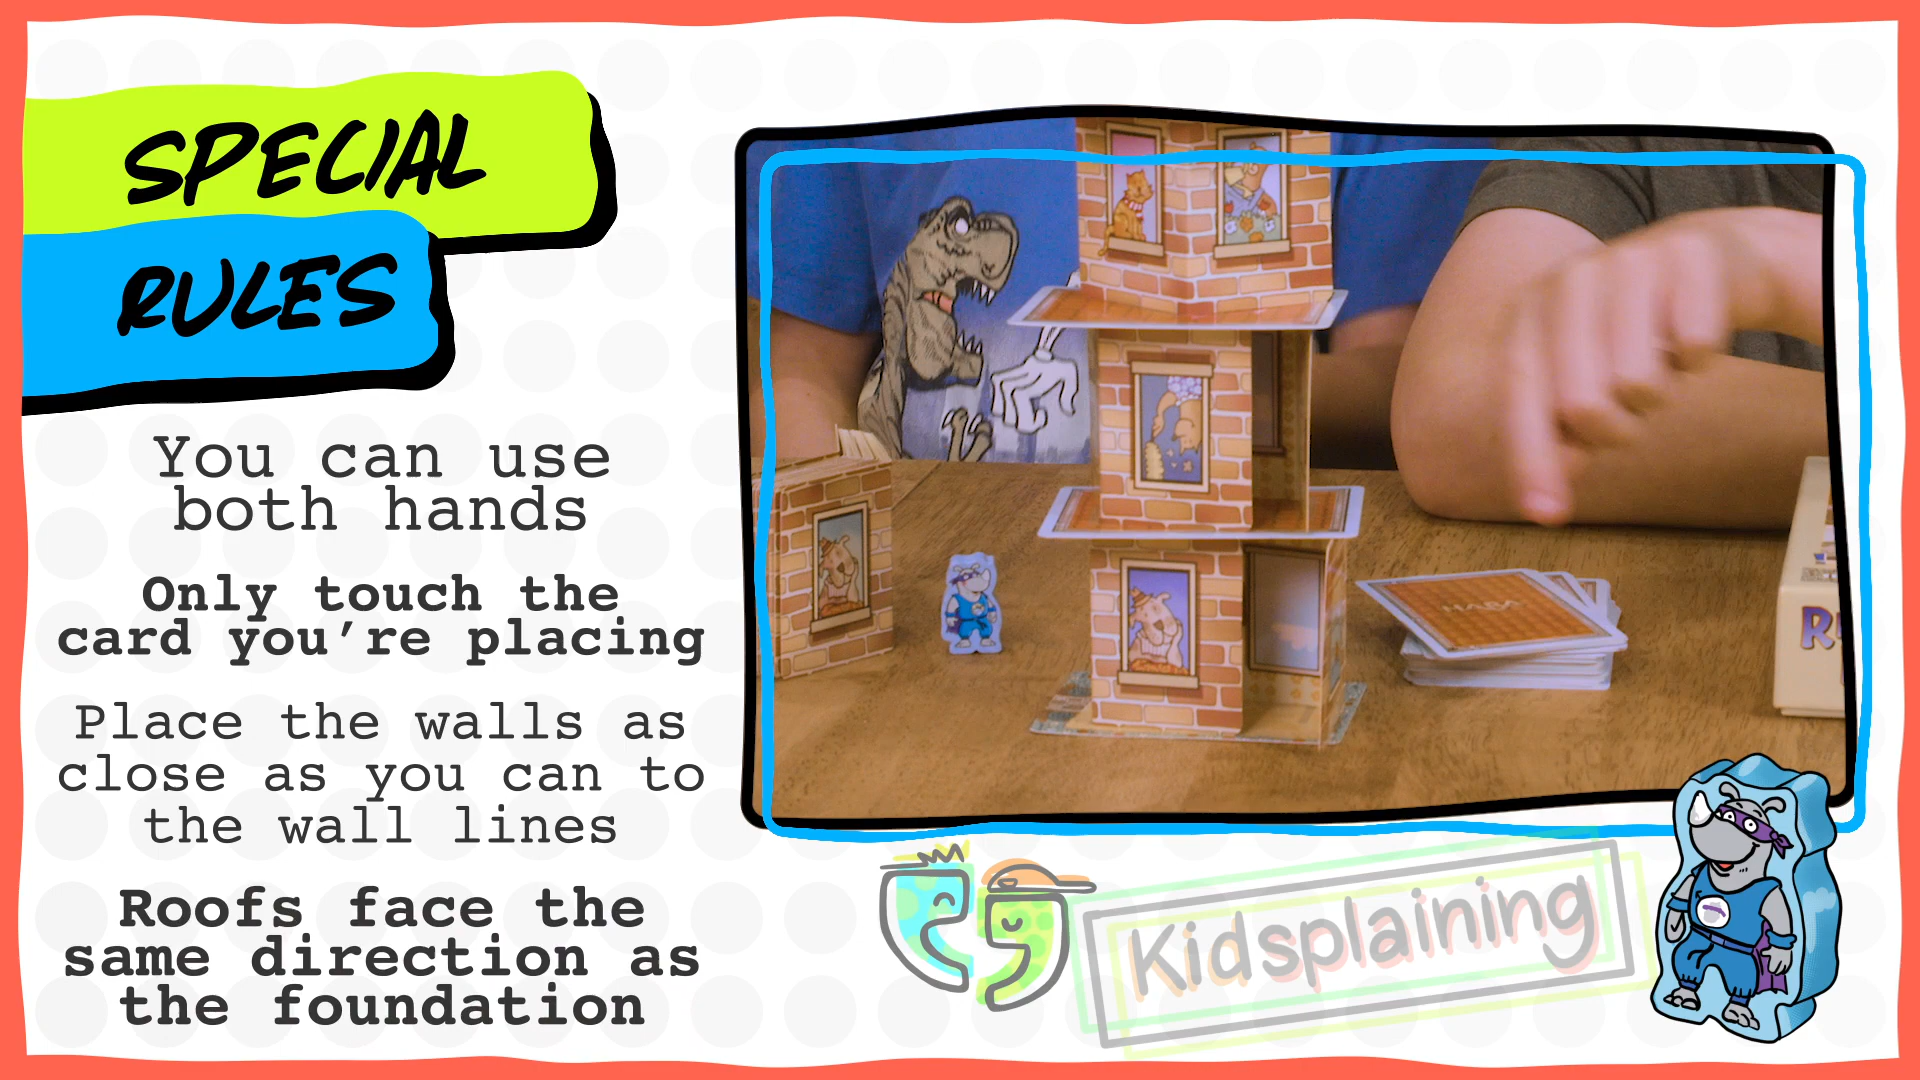 SPECIAL
RULES
You can use
both hands
Only touch the
card you’re placing
Place the walls as
close as you can to
the wall lines
Roofs face the
same direction as
the foundation
HABA
Kidsplaining